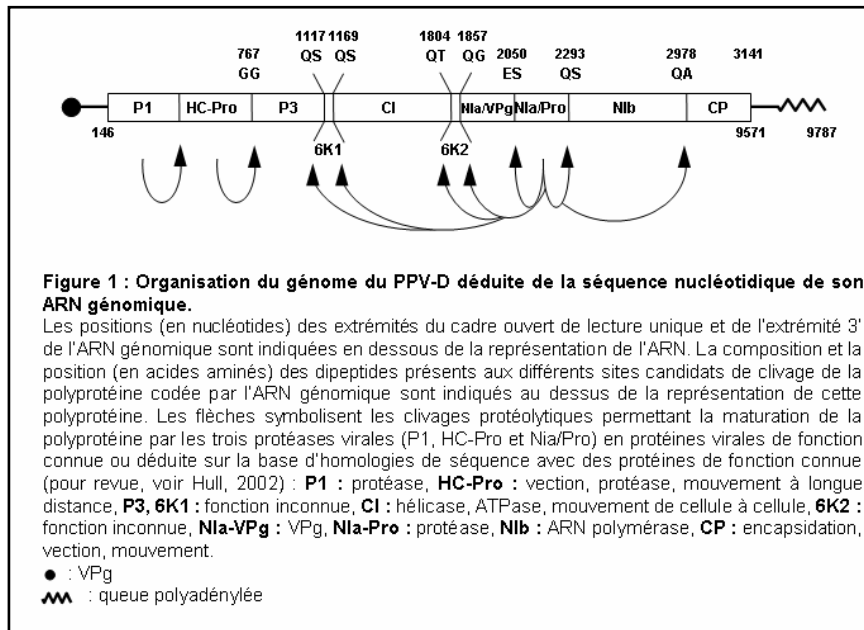 1117 1169 1804 1857
767 QS QS QT QG 2050 2293 2978 3141
GG ES QS QA
P1 HC-Pro P3 CI NIa/VPg NIa/Pro NIb CP
146 9571 9787
6K1 6K2
Figure 1 : Organisation du génome du PPV-D déduite de la séquence nucléotidique de son
ARN génomique.
Les positions (en nucléotides) des extrémités du cadre ouvert de lecture unique et de l'extrémité 3'
de l'ARN génomique sont indiquées en dessous de la représentation de l'ARN. La composition et la
position (en acides aminés) des dipeptides présents aux différents sites candidats de clivage de la
polyprotéine codée par l'ARN génomique sont indiqués au dessus de la représentation de cette
polyprotéine. Les flèches symbolisent les clivages protéolytiques permettant la maturation de la
polyprotéine par les trois protéases virales (P1, HC-Pro et Nia/Pro) en protéines virales de fonction
connue ou déduite sur la base d'homologies de séquence avec des protéines de fonction connue
(pour revue, voir Hull, 2002) : P1 : protéase, HC-Pro : vection, protéase, mouvement à longue
distance, P3, 6K1 : fonction inconnue, CI : hélicase, ATPase, mouvement de cellule à cellule, 6K2 :
fonction inconnue, NIa-VPg : VPg, NIa-Pro : protéase, NIb : ARN polymérase, CP : encapsidation,
vection, mouvement.
: VPg
: queue polyadénylée